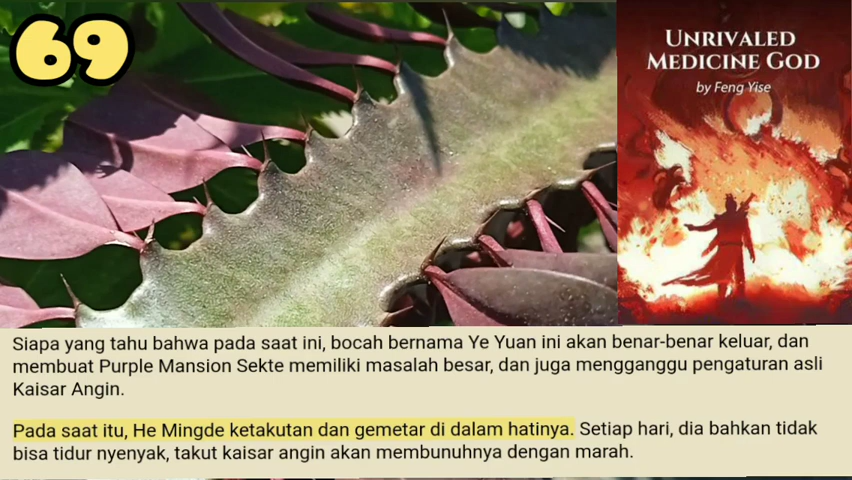 69
UNRIVALED
MEDICINE GOD
by Feng Yise
Siapa yang tahu bahwa pada saat ini, bocah bernama Ye Yuan ini akan benar-benar keluar, dan
membuat Purple Mansion Sekte memiliki masalah besar, dan juga mengganggu pengaturan asli
Kaisar Angin.
Pada saat itu, He Mingde ketakutan dan gemetar di dalam hatinya. Setiap hari, dia bahkan tidak
bisa tidur nyenyak, takut kaisar angin akan membunuhnya dengan marah.